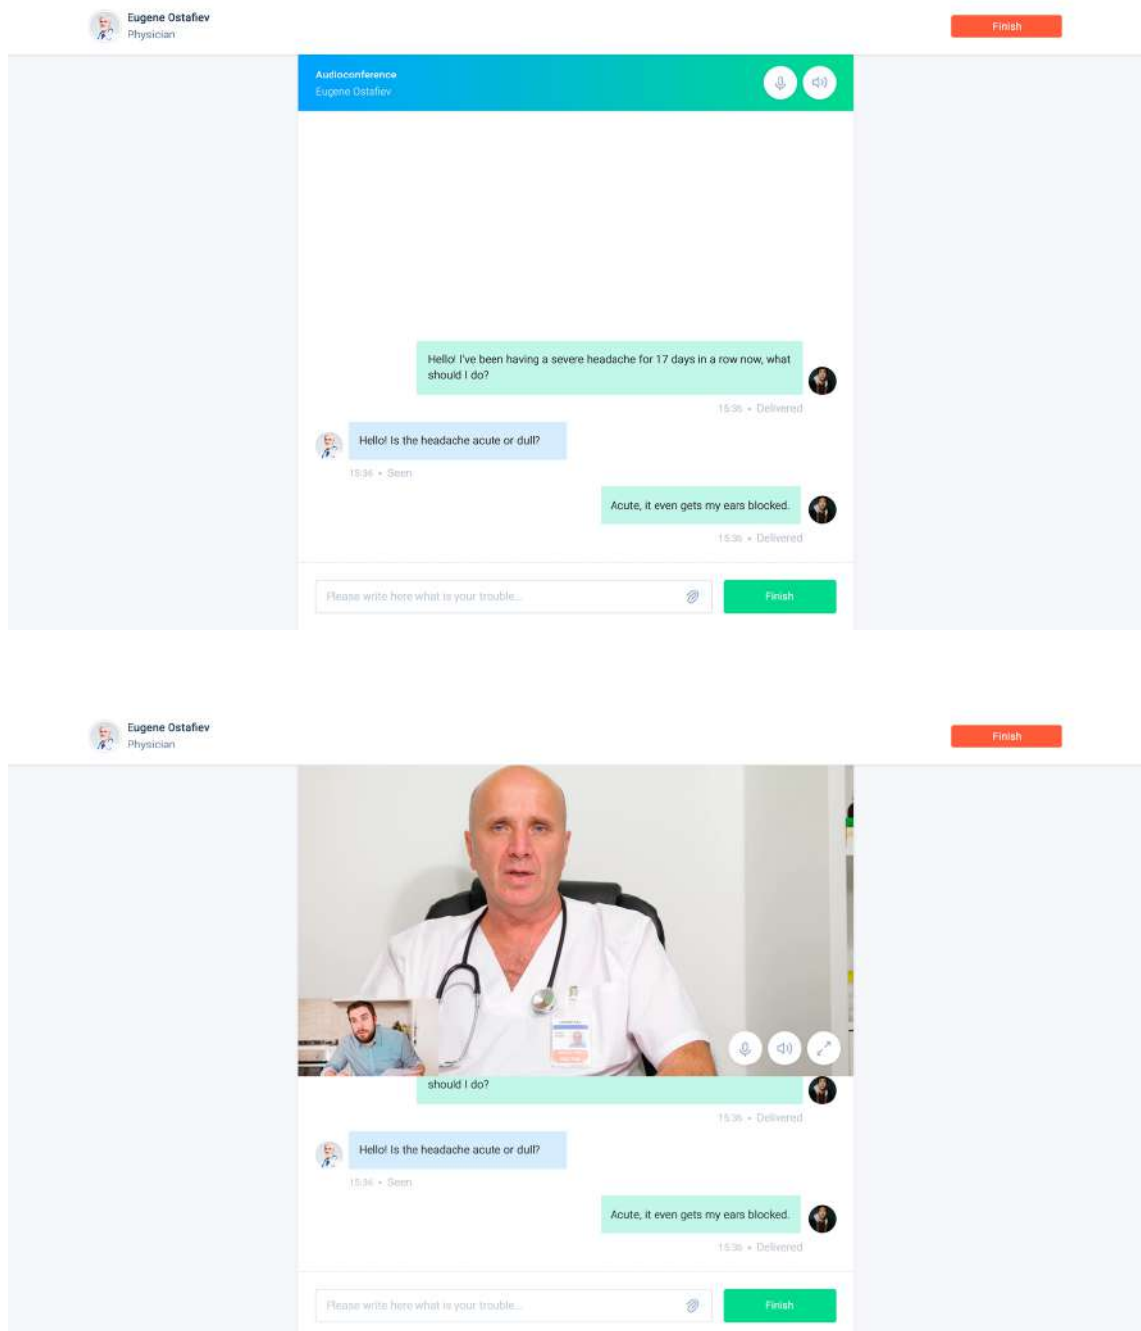 Eugene Ostafiev
Physician
Finish
Audioconference
Eugene Ostafiev
Hello! I've been having a severe headache for 17 days in a row now, what
should I do?
15:36 • Delivered
Hello! Is the headache acute or dull?
15:36 • Seen
Acute, it even gets my ears blocked.
15:36 • Delivered
Please write here what is your trouble...
Finish
Eugene Ostafiev
Physician
Finish
should I do?
15:36 • Delivered
Hello! Is the headache acute or dull?
15:36 • Seen
Acute, it even gets my ears blocked.
15:36 • Delivered
Please write here what is your trouble...
Finish